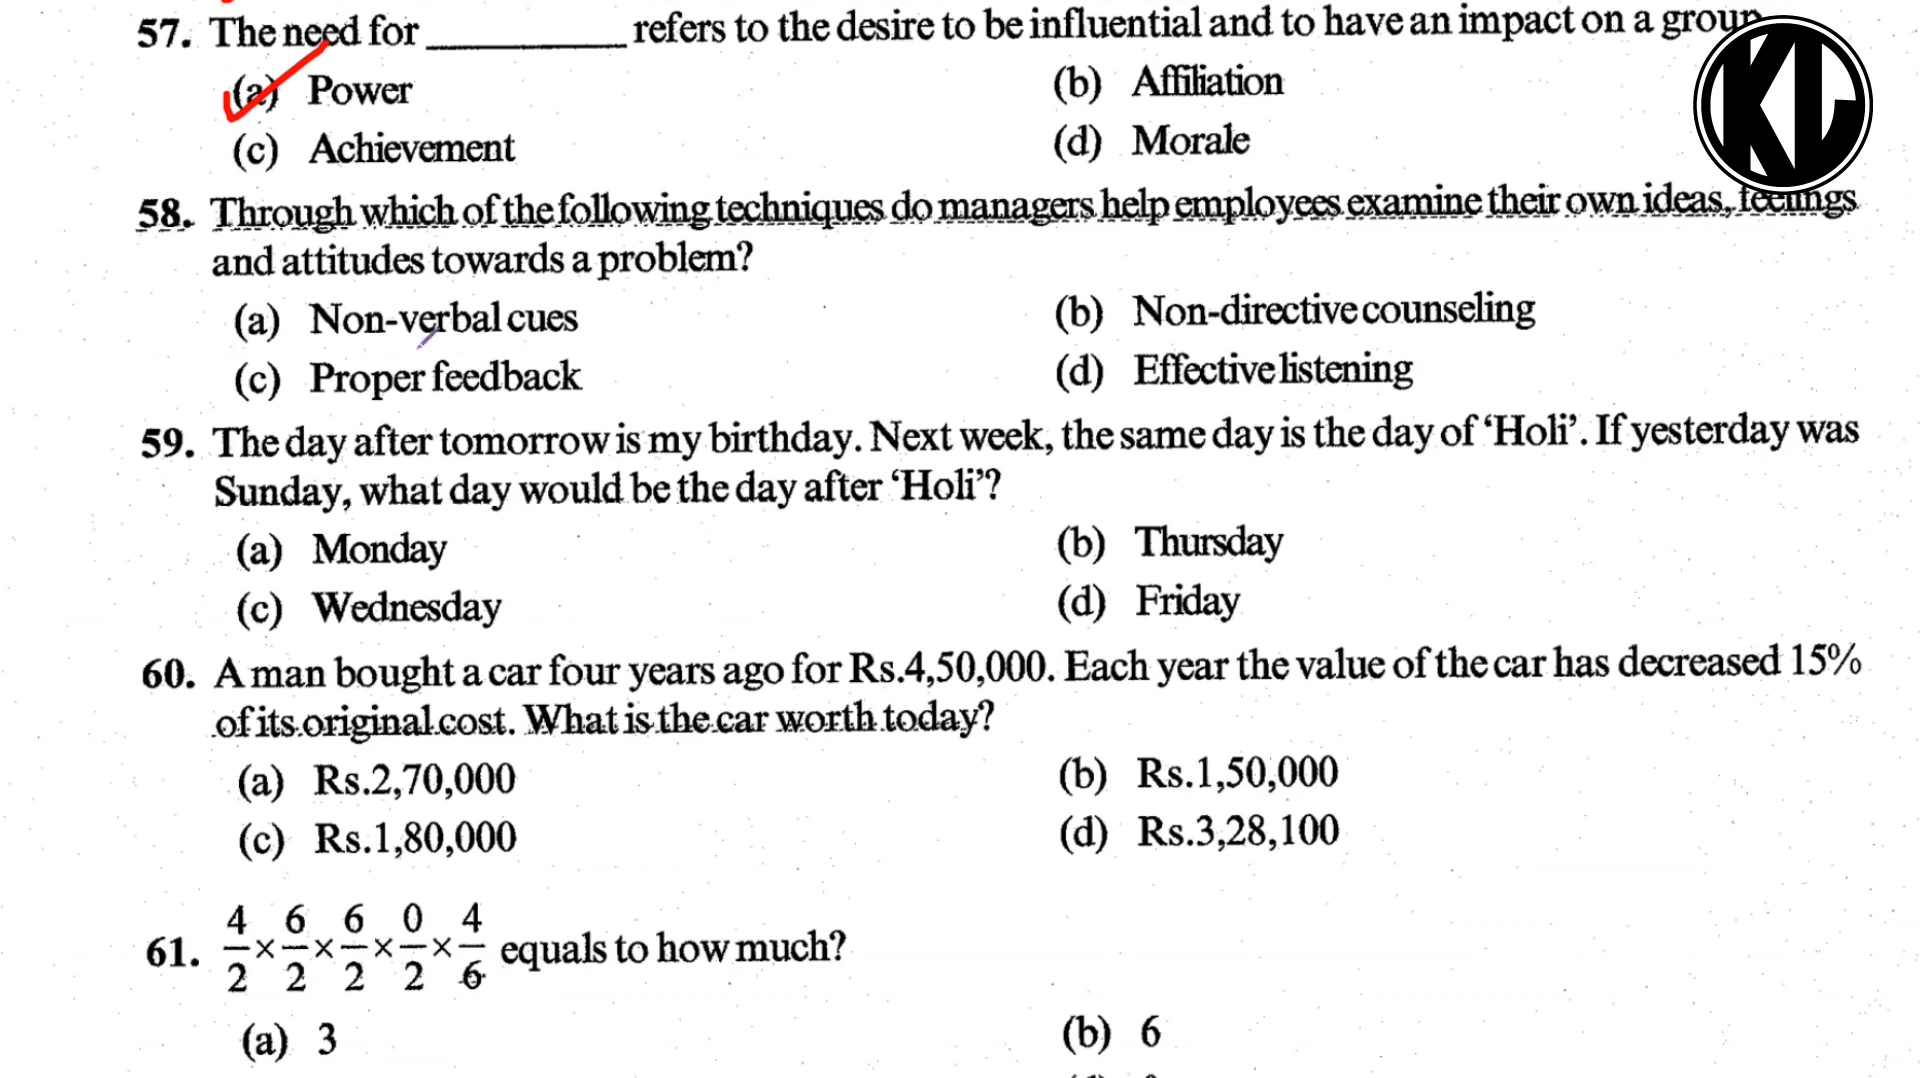 57. The need for __________ refers to the desire to be influential and to have an impact on a group
(a) Power (b) Affiliation
(c) Achievement (d) Morale
58. Through which of the following techniques do managers help employees examine their own ideas, feelings
and attitudes towards a problem?
(a) Non-verbal cues (b) Non-directive counseling
(c) Proper feedback (d) Effective listening
59. The day after tomorrow is my birthday. Next week, the same day is the day of ‘Holi’. If yesterday was
Sunday, what day would be the day after ‘Holi’?
(a) Monday (b) Thursday
(c) Wednesday (d) Friday
60. A man bought a car four years ago for Rs.4,50,000. Each year the value of the car has decreased 15%
of its original cost. What is the car worth today?
(a) Rs.2,70,000 (b) Rs.1,50,000
(c) Rs.1,80,000 (d) Rs.3,28,100
61. 4/2 × 6/2 × 6/2 × 0/2 × 4/6 equals to how much?
(a) 3 (b) 6
KL